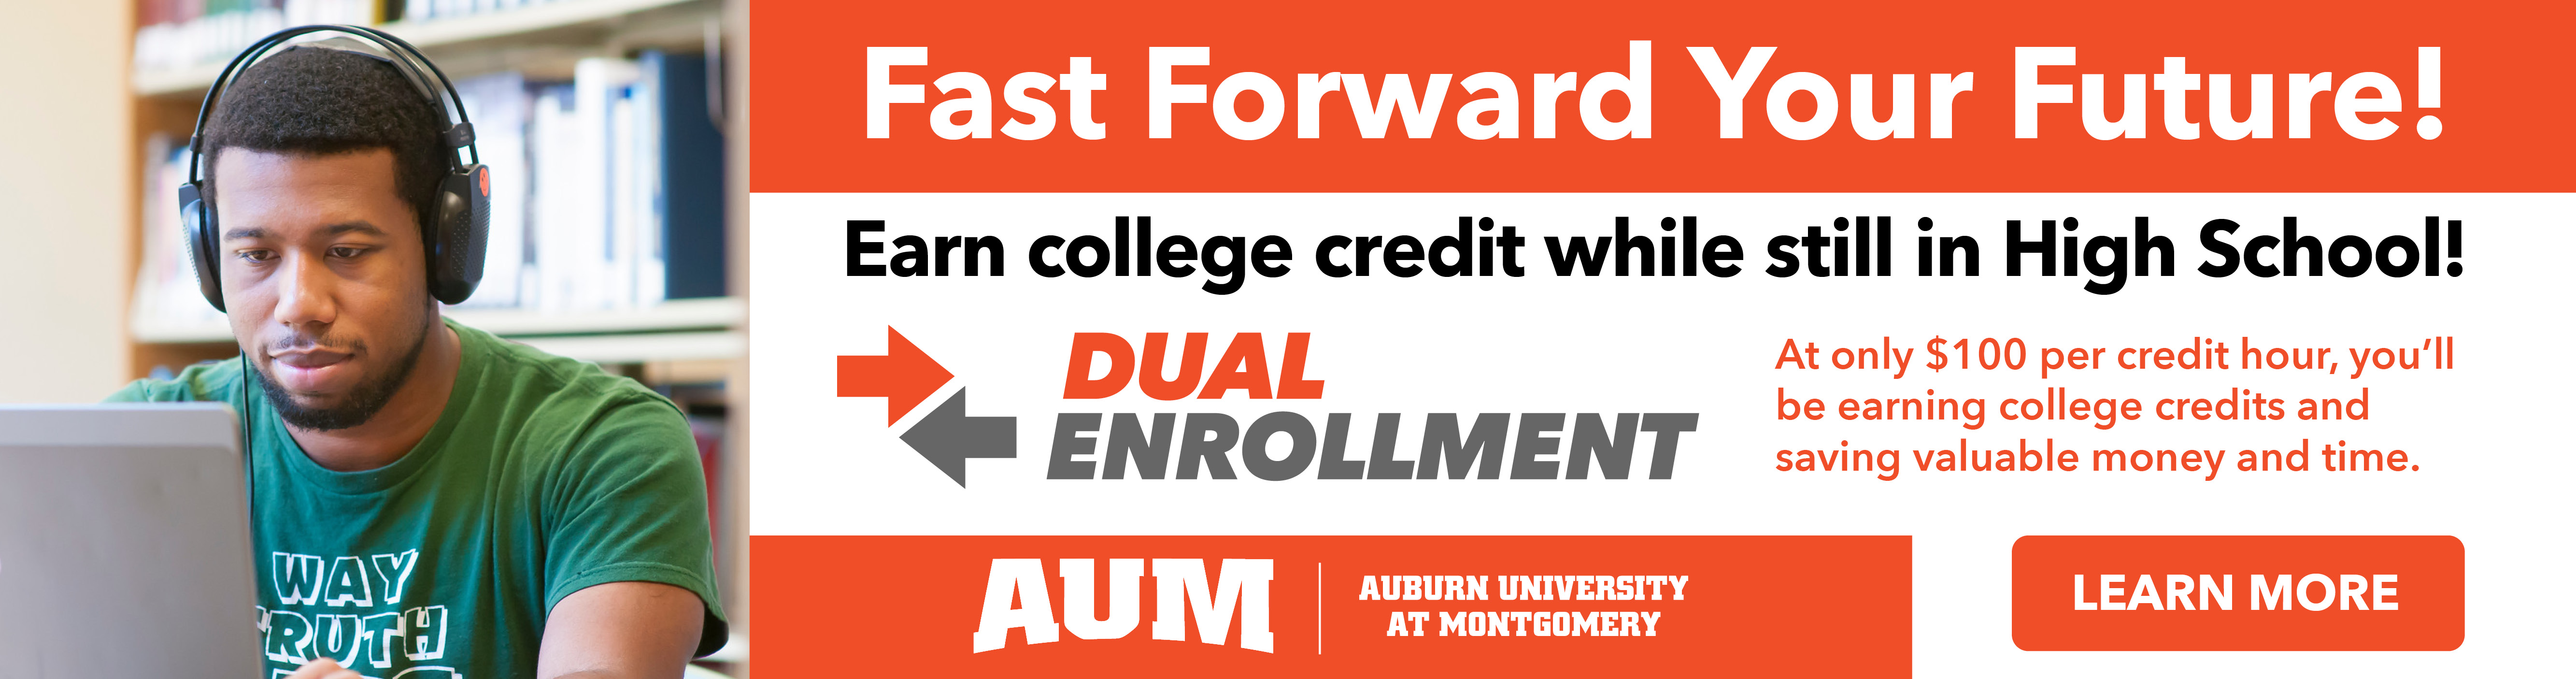 Fast Forward Your Future!
Earn college credit while still in High School!
DUAL
ENROLLMENT
At only $100 per credit hour, you'll
be earning college credits and
saving valuable money and time.
AUM
AUBURN UNIVERSITY
AT MONTGOMERY
LEARN MORE
WAY
TRUTH